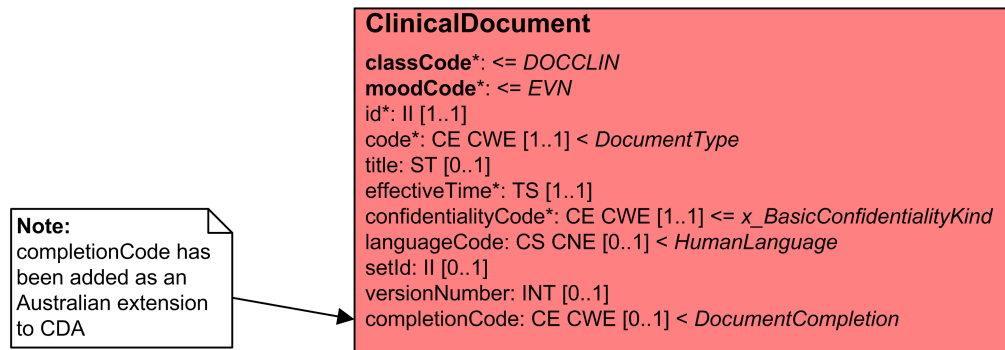 ClinicalDocument
classCode*: <= DOCCLIN
moodCode*: <= EVN
id*: II [1..1]
code*: CE CWE [1..1] < DocumentType
title: ST [0..1]
effectiveTime*: TS [1..1]
confidentialityCode*: CE CWE [1..1] <= x_BasicConfidentialityKind
languageCode: CS CNE [0..1] < HumanLanguage
setId: II [0..1]
versionNumber: INT [0..1]
completionCode: CE CWE [0..1] < DocumentCompletion
Note:
completionCode has
been added as an
Australian extension
to CDA